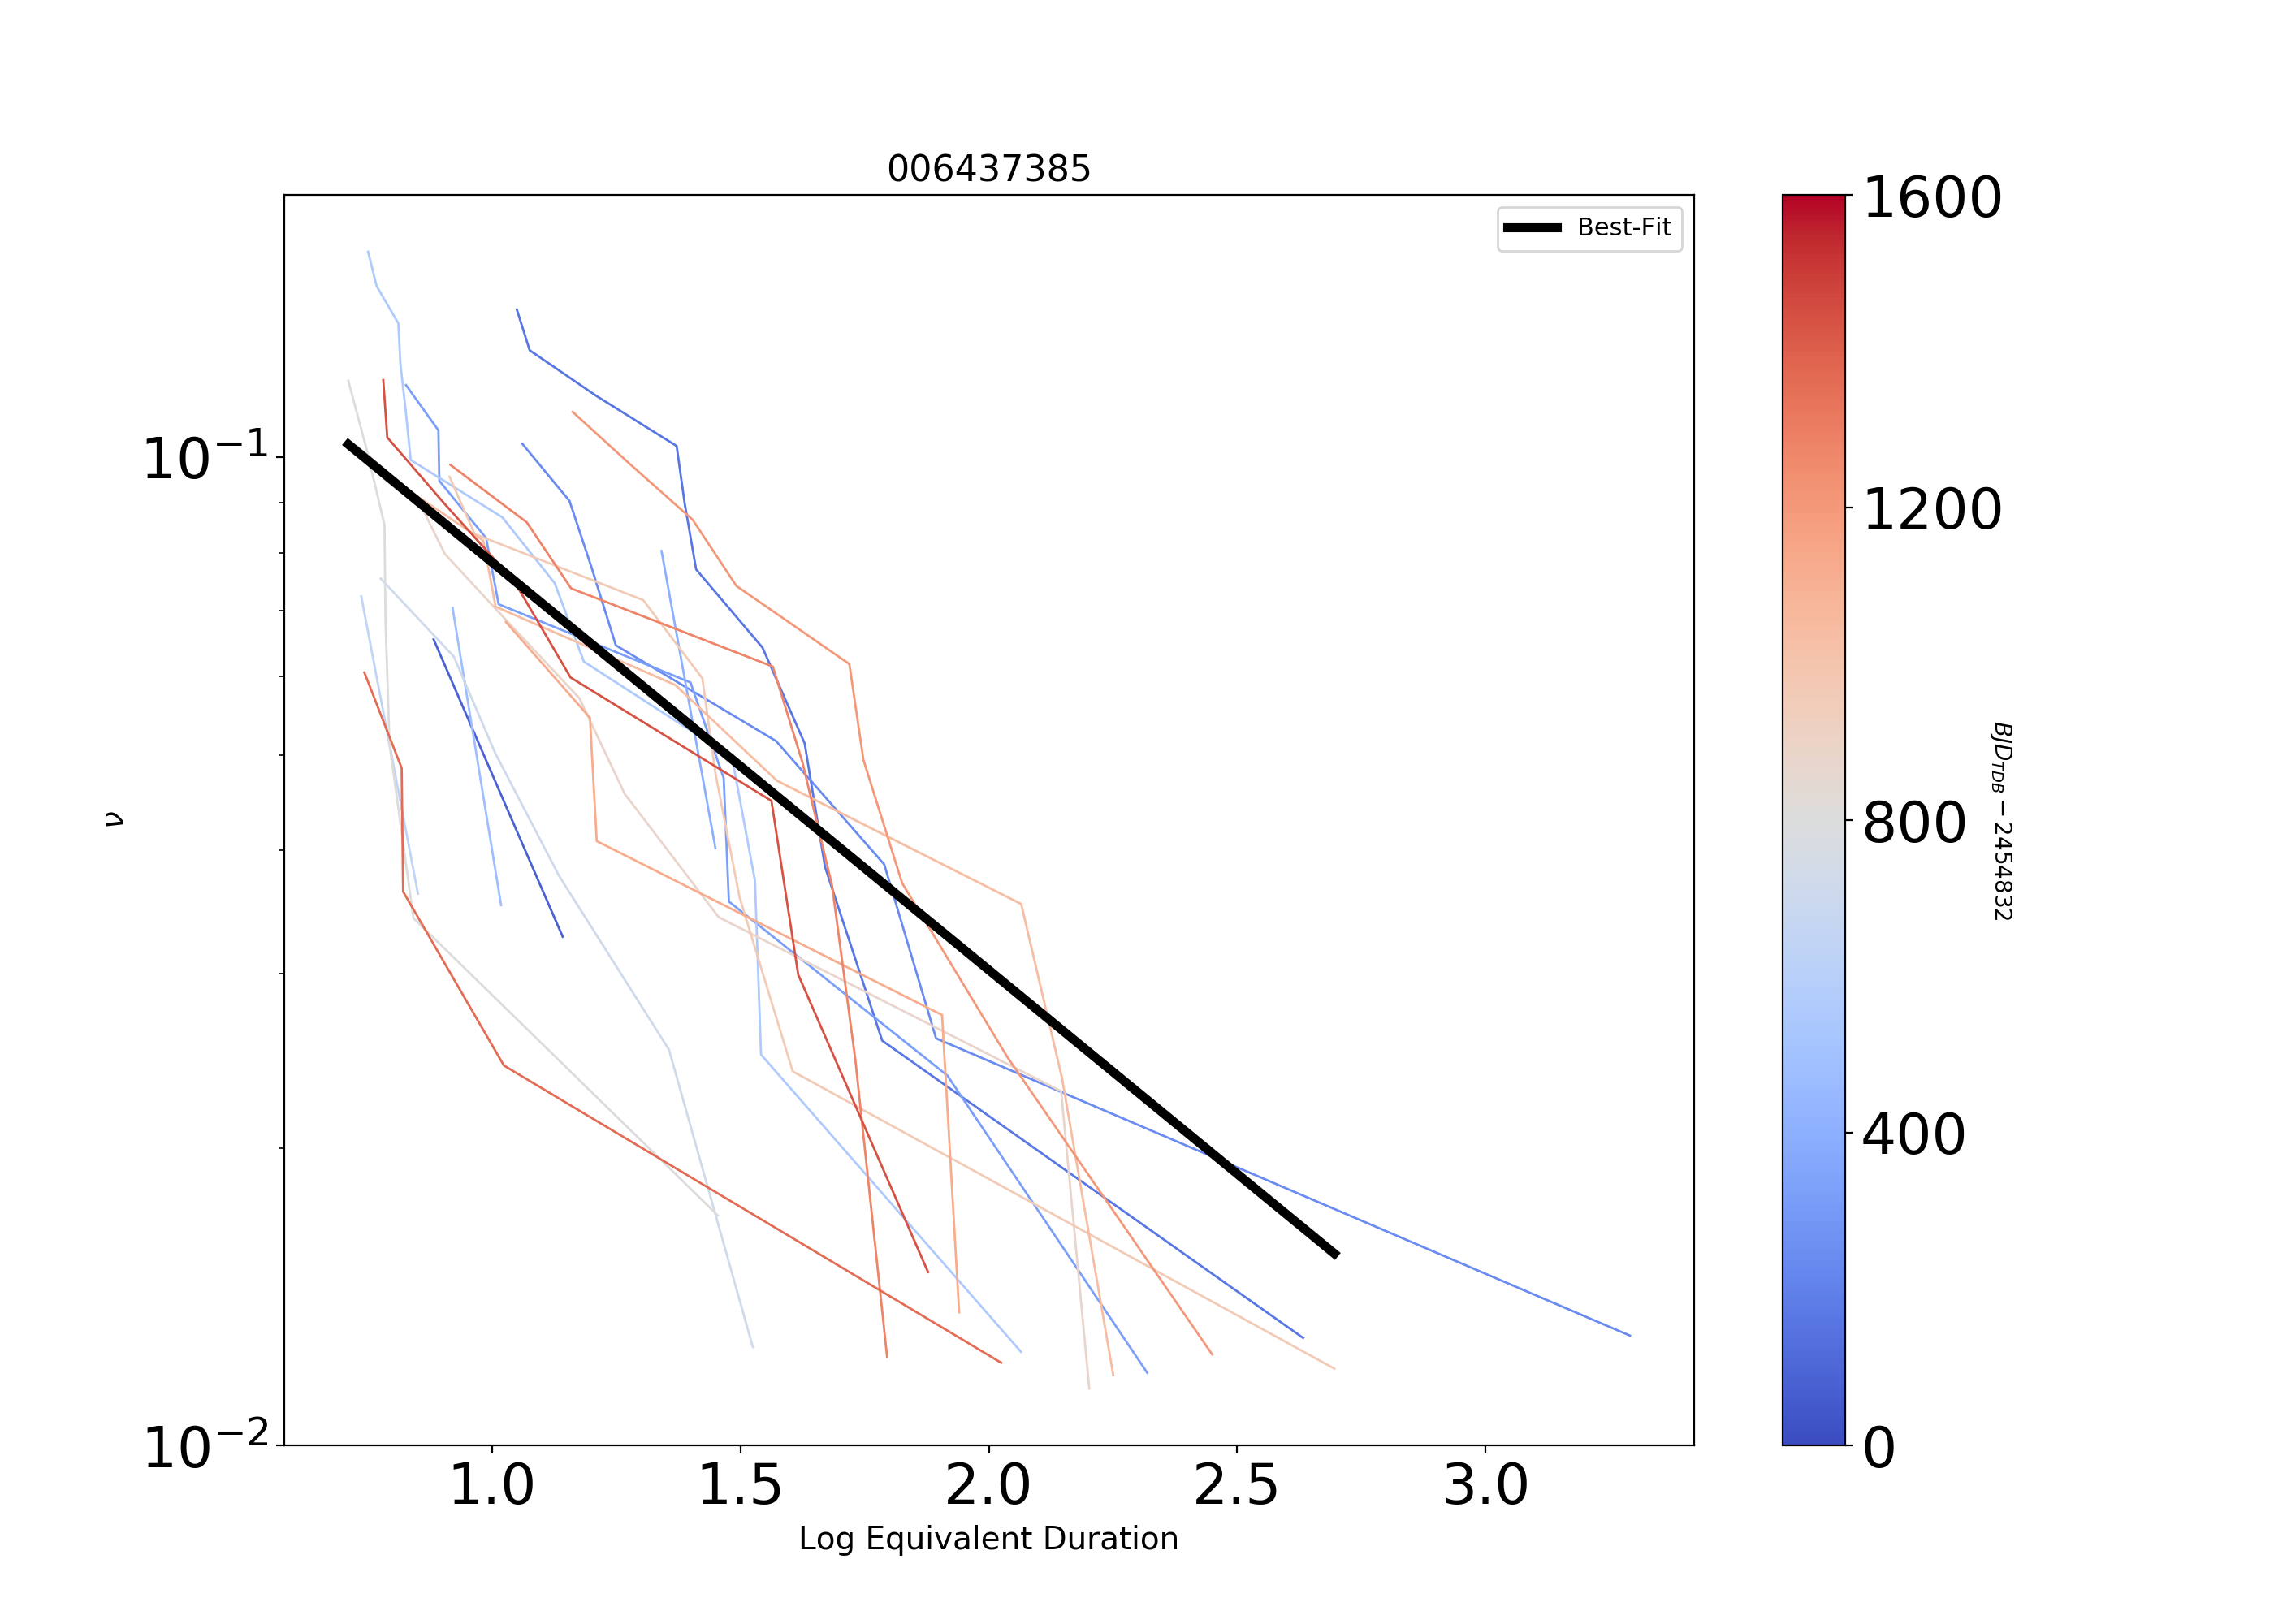 006437385
Best-Fit
10⁻¹
10⁻²
ν
1.0 1.5 2.0 2.5 3.0
Log Equivalent Duration
1600
1200
800
400
0
BJD_TDB − 2454832